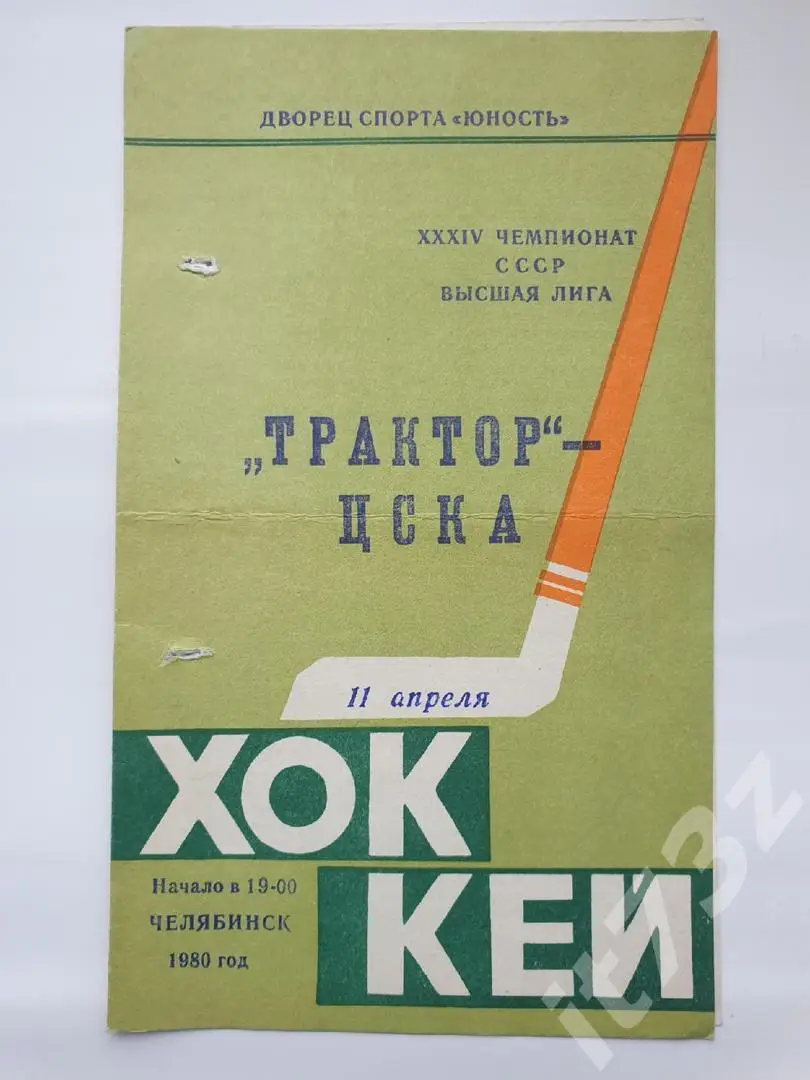 ДВОРЕЦ СПОРТА «ЮНОСТЬ»
XXXIV ЧЕМПИОНАТ
СССР
ВЫСШАЯ ЛИГА
„ТРАКТОР“—
ЦСКА
11 апреля
ХОК
КЕЙ
Начало в 19-00
ЧЕЛЯБИНСК
1980 год
it73z